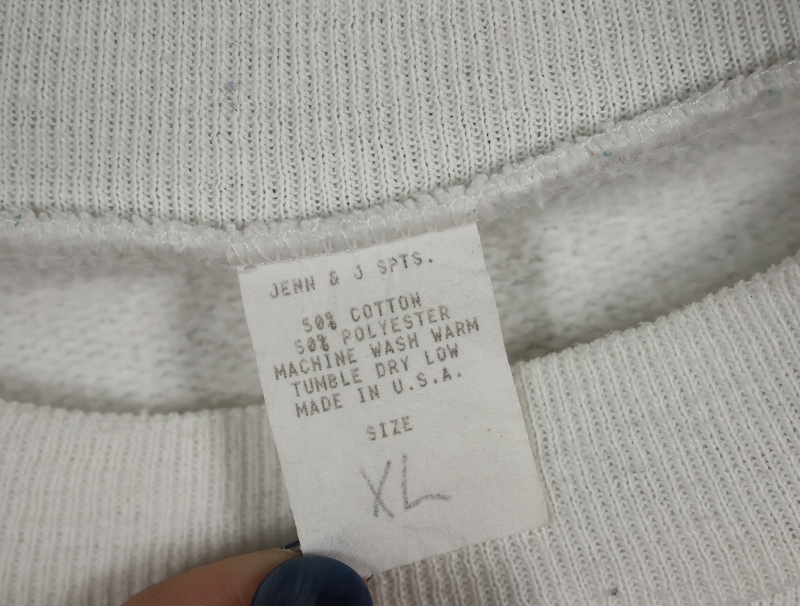 JENN & J SPTS.
50% COTTON
50% POLYESTER
MACHINE WASH WARM
TUMBLE DRY LOW
MADE IN U.S.A.
SIZE
XL